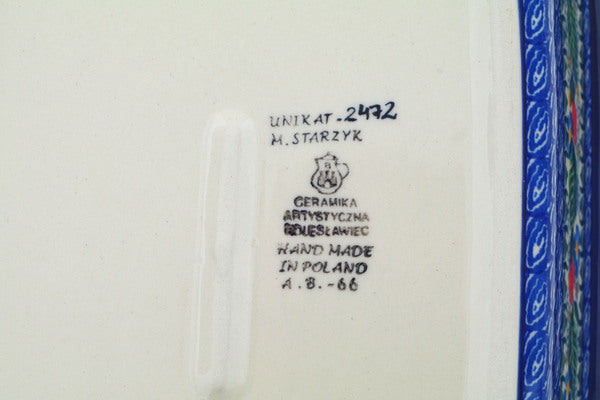 UNIKAT-2472
M. STARZYK
CERAMIKA
ARTYSTYCZNA
BOLESŁAWIEC
HAND MADE
IN POLAND
A.B.-66